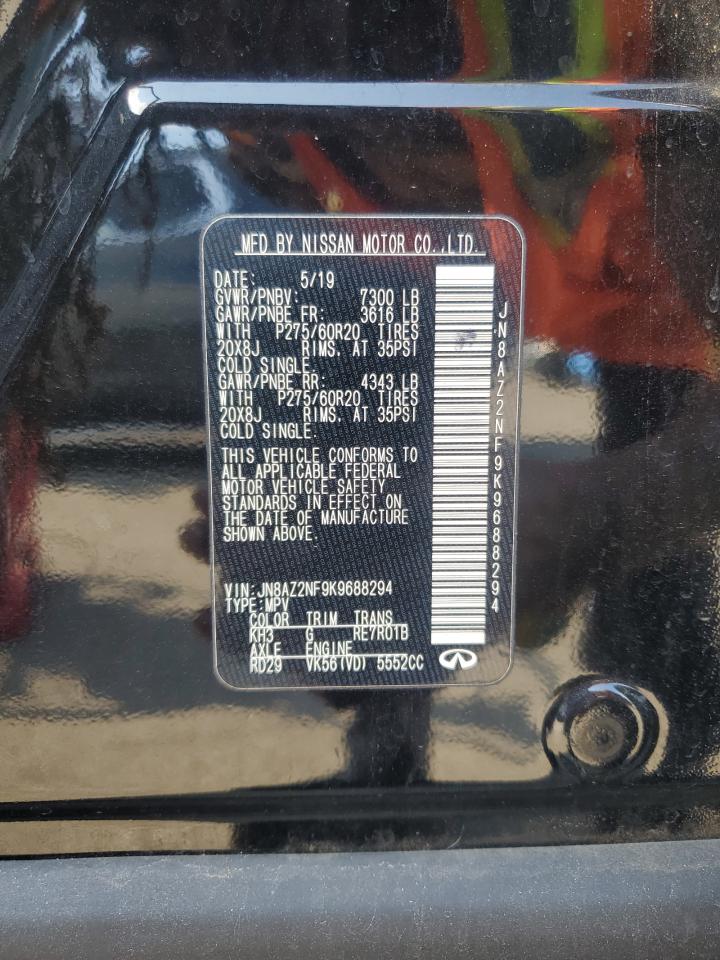 MFD BY NISSAN MOTOR CO.,LTD.
DATE: 5/19
GVWR/PNBV: 7300 LB
GAWR/PNBE FR: 3616 LB
WITH P275/60R20 TIRES
20X8J RIMS, AT 35PSI
COLD SINGLE.
GAWR/PNBE RR: 4343 LB
WITH P275/60R20 TIRES
20X8J RIMS, AT 35PSI
COLD SINGLE.
THIS VEHICLE CONFORMS TO
ALL APPLICABLE FEDERAL
MOTOR VEHICLE SAFETY
STANDARDS IN EFFECT ON
THE DATE OF MANUFACTURE
SHOWN ABOVE.
VIN:JN8AZ2NF9K9688294
TYPE:MPV
COLOR TRIM TRANS
KH3 G RE7R01B
AXLE ENGINE
RD29 VK56(VD) 5552CC
JN8AZ2NF9K9688294